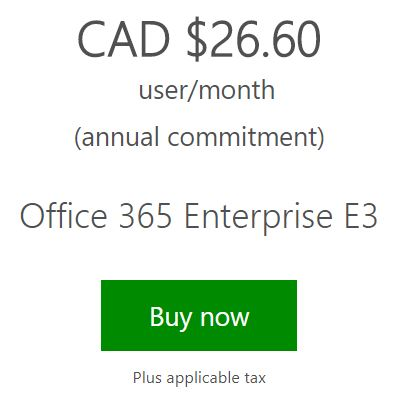 CAD $26.60
user/month
(annual commitment)
Office 365 Enterprise E3
Buy now
Plus applicable tax